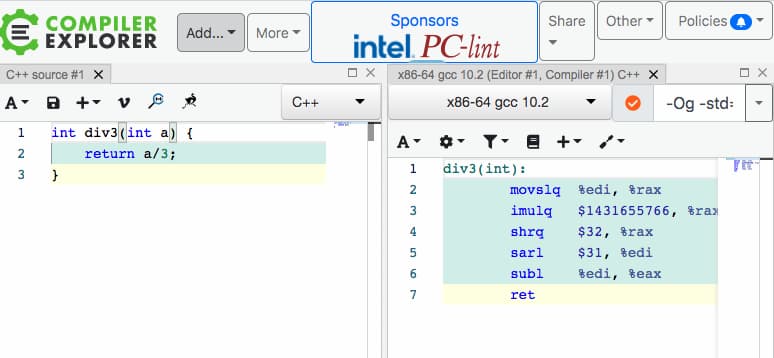 COMPILER
EXPLORER
Add...
More
Sponsors
intel. PC-lint
Share
Other
Policies
C++ source #1
x86-64 gcc 10.2 (Editor #1, Compiler #1) C++
A
C++
x86-64 gcc 10.2
-Og -std=
A
1 int div3(int a) {
2 return a/3;
3 }
1 div3(int):
2 movslq %edi, %rax
3 imulq $1431655766, %rax
4 shrq $32, %rax
5 sarl $31, %edi
6 subl %edi, %eax
7 ret